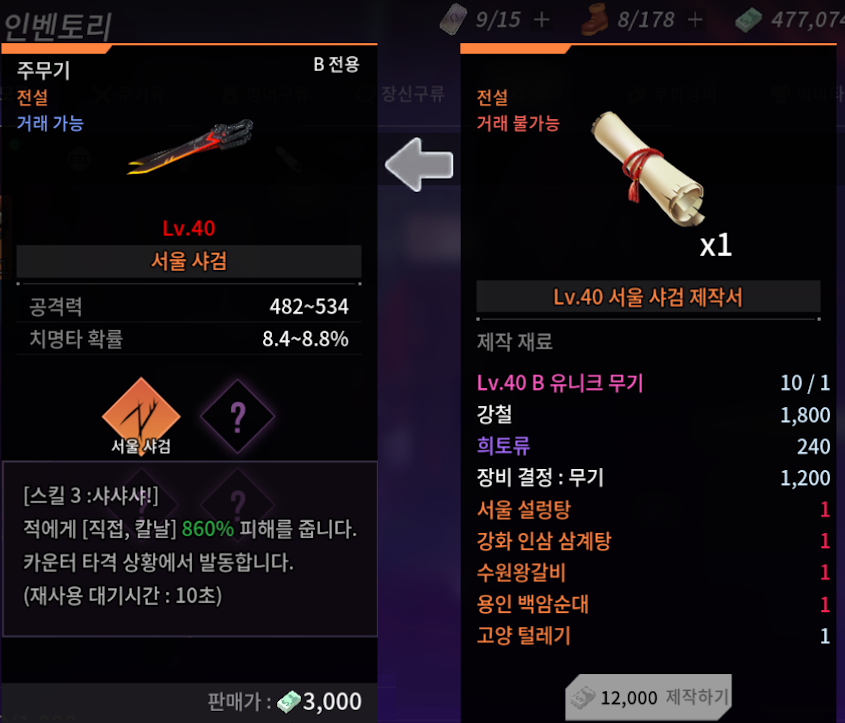 인벤토리
9/15 +
8/178 +
477,074
주무기
B 전용
전설
거래 가능
장신구류
Lv.40
서울 샤검
공격력 482~534
치명타 확률 8.4~8.8%
?
서울 샤검
?
[스킬 3 :샤샤샤!]
적에게 [직접, 칼날] 860% 피해를 줍니다.
카운터 타격 상황에서 발동합니다.
(재사용 대기시간 : 10초)
판매가 : 3,000
전설
거래 불가능
x1
Lv.40 서울 샤검 제작서
제작 재료
Lv.40 B 유니크 무기 10 / 1
강철 1,800
희토류 240
장비 결정 : 무기 1,200
서울 설렁탕 1
강화 인삼 삼계탕 1
수원왕갈비 1
용인 백암순대 1
고양 털레기 1
12,000 제작하기